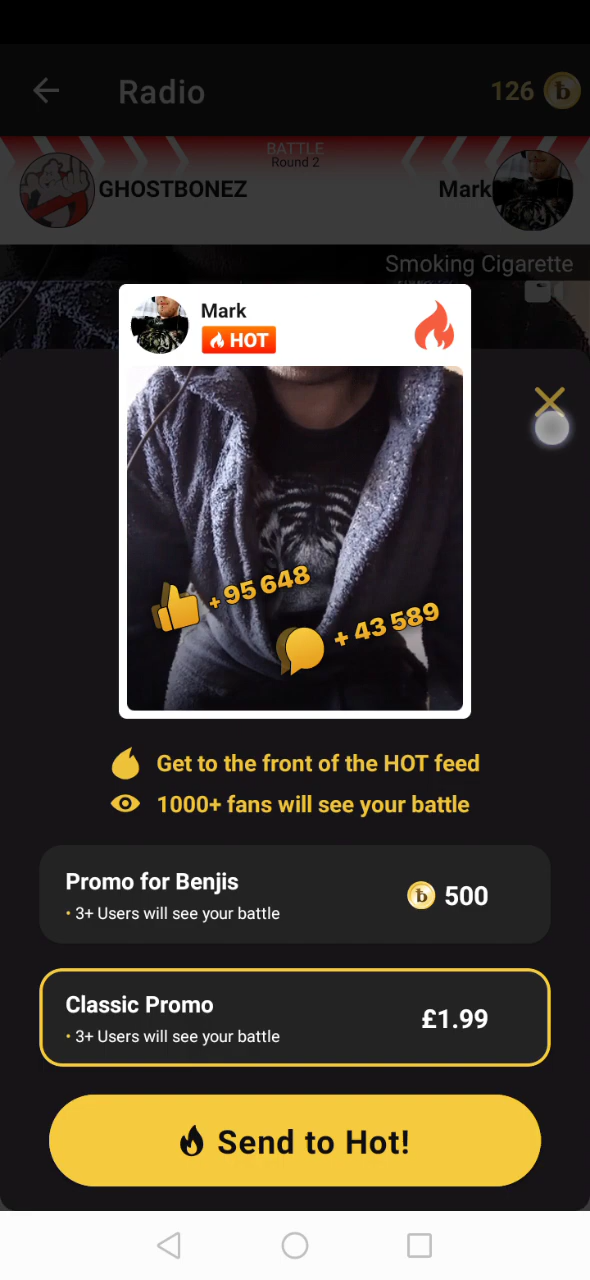 Radio
126
BATTLE
Round 2
GHOSTBONEZ
Mark
Smoking Cigarette
Mark
HOT
+ 95 648
+ 43 589
Get to the front of the HOT feed
1000+ fans will see your battle
Promo for Benjis
500
• 3+ Users will see your battle
Classic Promo
£1.99
• 3+ Users will see your battle
Send to Hot!